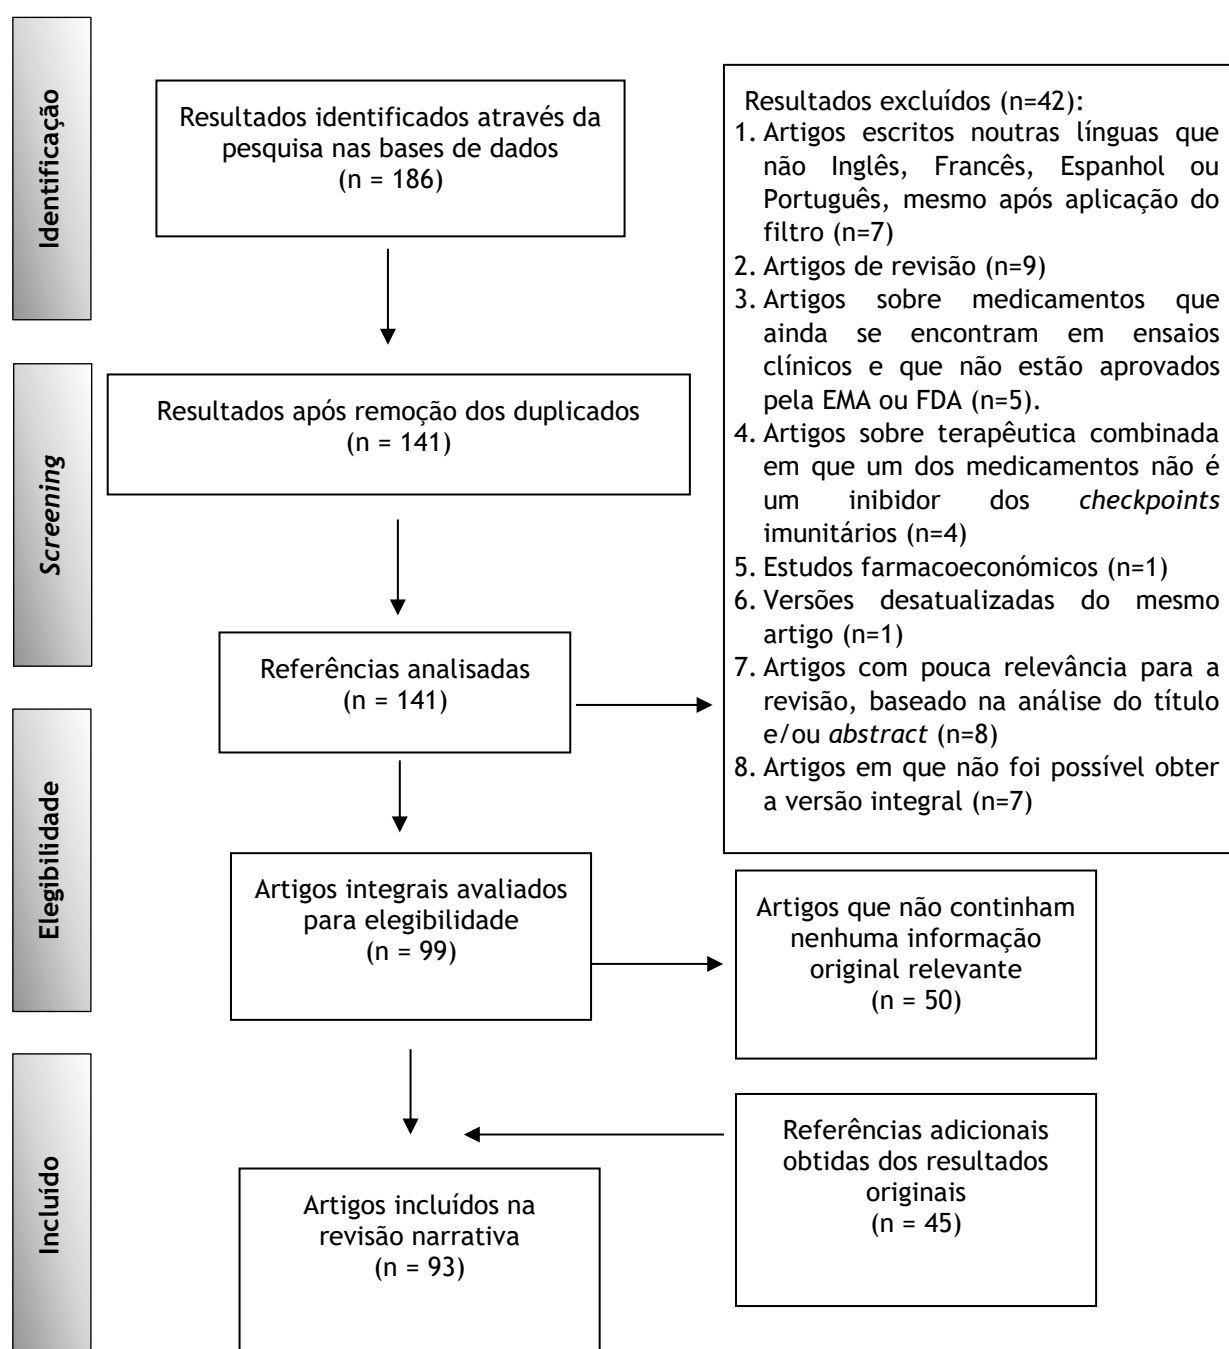 Identificação
Resultados identificados através da
pesquisa nas bases de dados
(n = 186)
Resultados excluídos (n=42):
1. Artigos escritos noutras línguas que
não Inglês, Francês, Espanhol ou
Português, mesmo após aplicação do
filtro (n=7)
2. Artigos de revisão (n=9)
3. Artigos sobre medicamentos que
ainda se encontram em ensaios
clínicos e que não estão aprovados
pela EMA ou FDA (n=5).
4. Artigos sobre terapêutica combinada
em que um dos medicamentos não é
um inibidor dos checkpoints
imunitários (n=4)
5. Estudos farmacoeconómicos (n=1)
6. Versões desatualizadas do mesmo
artigo (n=1)
7. Artigos com pouca relevância para a
revisão, baseado na análise do título
e/ou abstract (n=8)
8. Artigos em que não foi possível obter
a versão integral (n=7)
Screening
Resultados após remoção dos duplicados
(n = 141)
Referências analisadas
(n = 141)
Elegibilidade
Artigos integrais avaliados
para elegibilidade
(n = 99)
Artigos que não continham
nenhuma informação
original relevante
(n = 50)
Incluído
Referências adicionais
obtidas dos resultados
originais
(n = 45)
Artigos incluídos na
revisão narrativa
(n = 93)